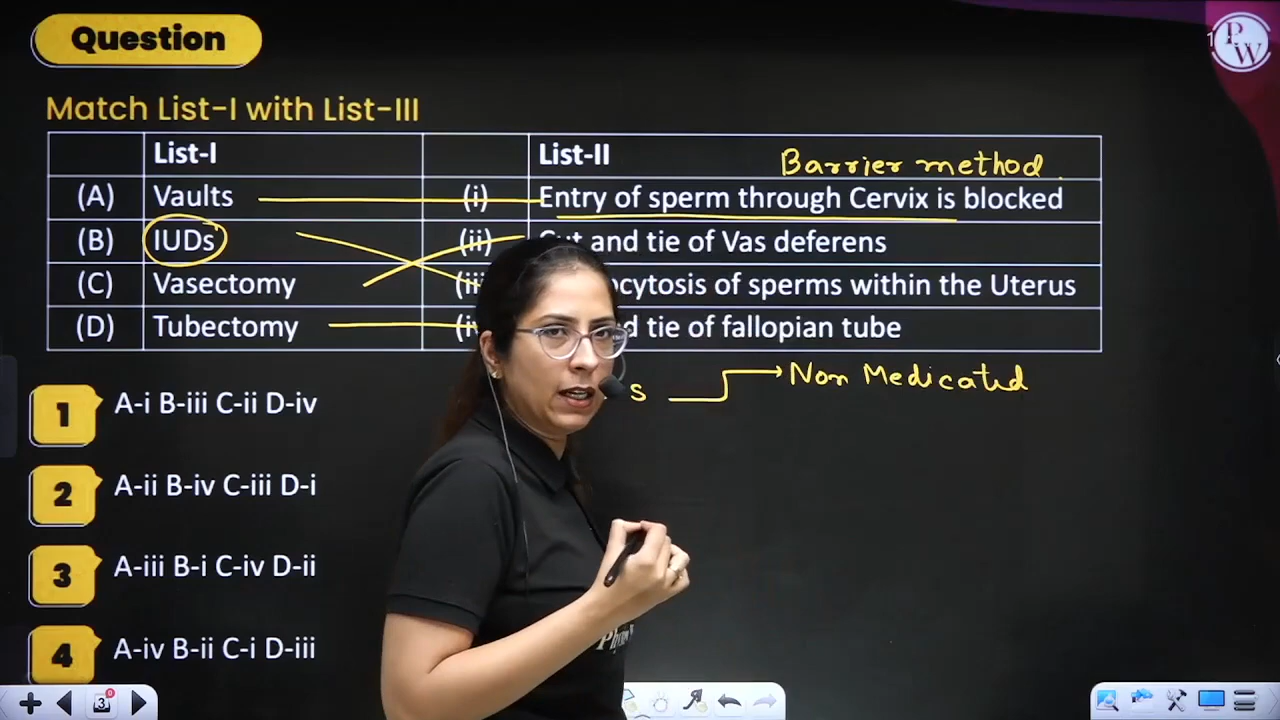 Question
PW
Match List-I with List-III
List-I List-II Barrier method.
(A) Vaults (i) Entry of sperm through Cervix is blocked
(B) IUDs (ii) and tie of Vas deferens
(C) Vasectomy of sperms within the Uterus
(D) Tubectomy tie of fallopian tube
s → Non Medicated
1 A-i B-iii C-ii D-iv
2 A-ii B-iv C-iii D-i
3 A-iii B-i C-iv D-ii
4 A-iv B-ii C-i D-iii